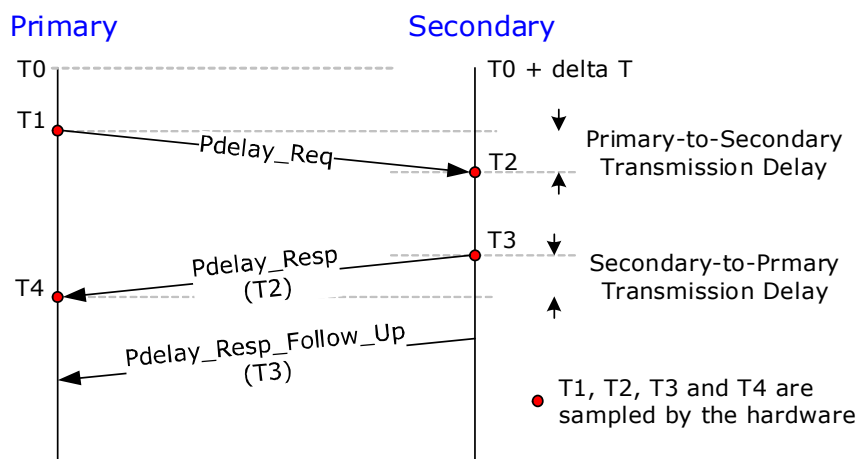 Primary
Secondary
T0
T0 + delta T
T1
Pdelay_Req
T2
Primary-to-Secondary
Transmission Delay
T3
Pdelay_Resp
(T2)
T4
Secondary-to-Prmary
Transmission Delay
Pdelay_Resp_Follow_Up
(T3)
T1, T2, T3 and T4 are
sampled by the hardware